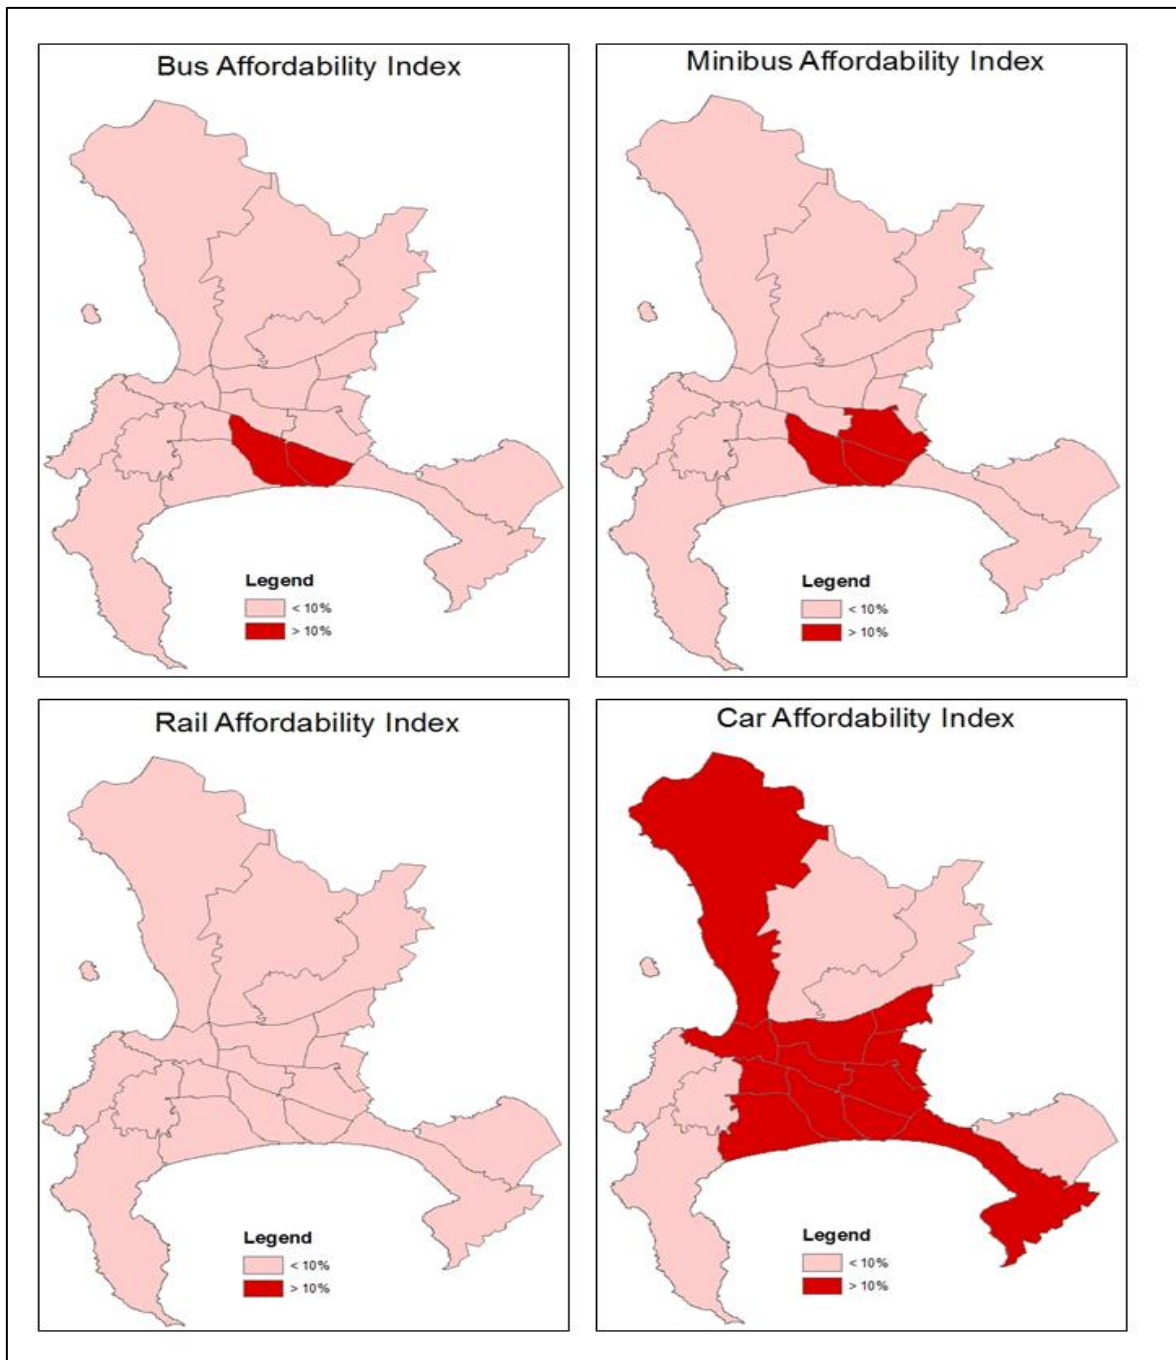 Bus Affordability Index
Legend
< 10%
> 10%
Minibus Affordability Index
Legend
< 10%
> 10%
Rail Affordability Index
Legend
< 10%
> 10%
Car Affordability Index
Legend
< 10%
> 10%